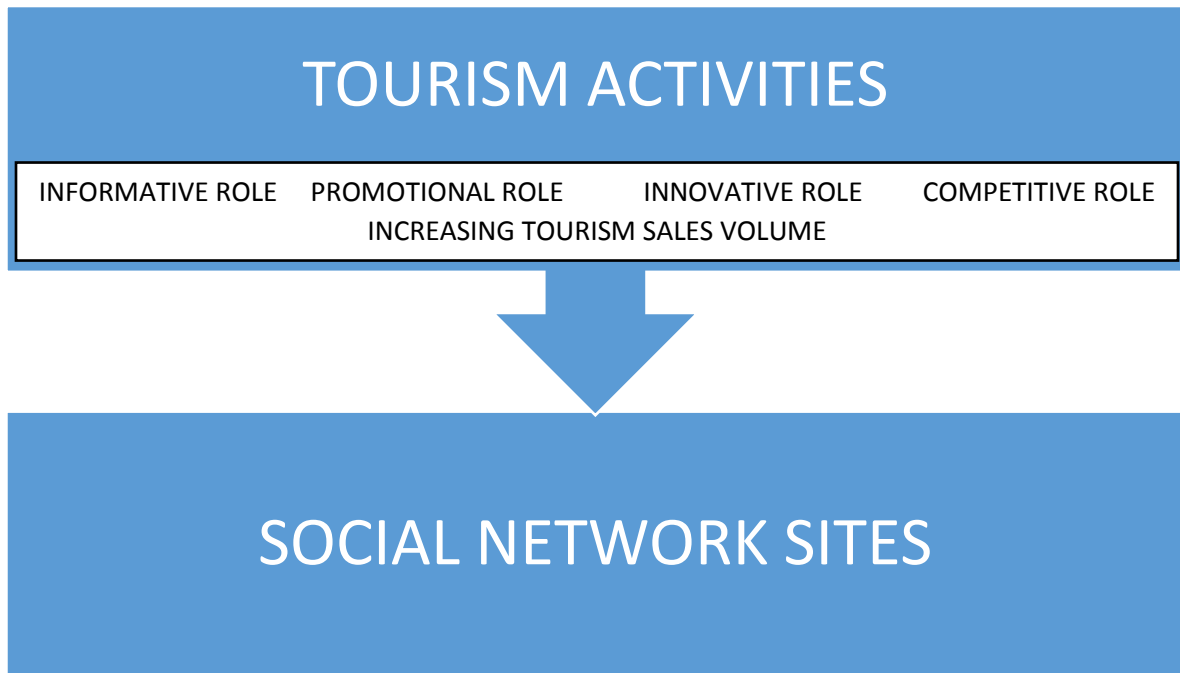 TOURISM ACTIVITIES
INFORMATIVE ROLE PROMOTIONAL ROLE INNOVATIVE ROLE COMPETITIVE ROLE
INCREASING TOURISM SALES VOLUME
SOCIAL NETWORK SITES